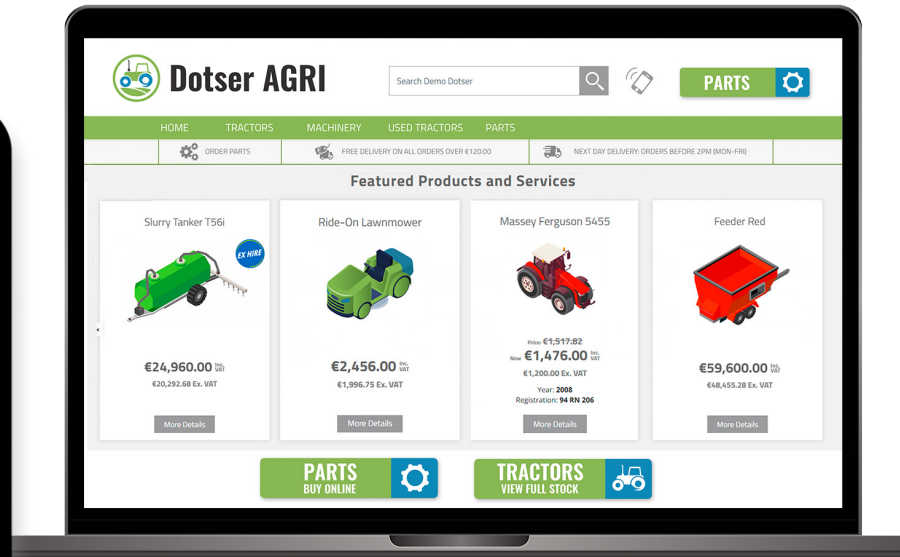 Dotser AGRI
Search Demo Dotser
PARTS
HOME TRACTORS MACHINERY USED TRACTORS PARTS
ORDER PARTS
FREE DELIVERY ON ALL ORDERS OVER €120.00
NEXT DAY DELIVERY: ORDERS BEFORE 2PM (MON-FRI)
Featured Products and Services
Slurry Tanker T56i
EX HIRE
€24,960.00 Inc. VAT
€20,292.68 Ex. VAT
More Details
Ride-On Lawnmower
€2,456.00 Inc. VAT
€1,996.75 Ex. VAT
More Details
Massey Ferguson 5455
Price: €1,517.82
Now €1,476.00 Inc. VAT
€1,200.00 Ex. VAT
Year: 2008
Registration: 94 RN 206
More Details
Feeder Red
€59,600.00 Inc. VAT
€48,455.28 Ex. VAT
More Details
PARTS
BUY ONLINE
TRACTORS
VIEW FULL STOCK